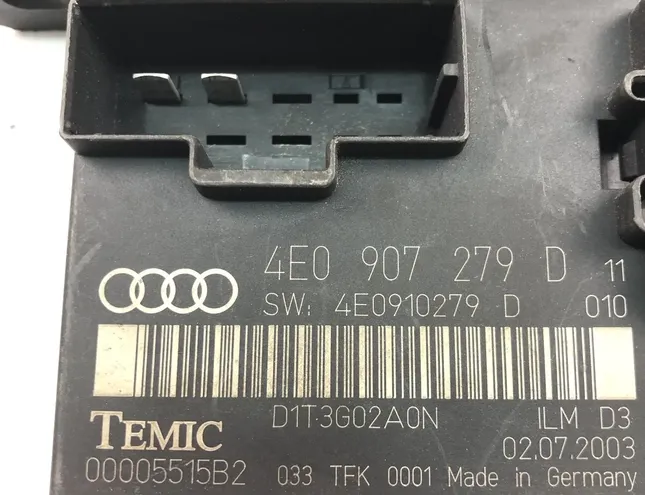 4E0 907 279 D 11
SW: 4E0910279 D 010
D1T3G02A0N ILM D3
TEMIC 02.07.2003
00005515B2 033 TFK 0001 Made in Germany